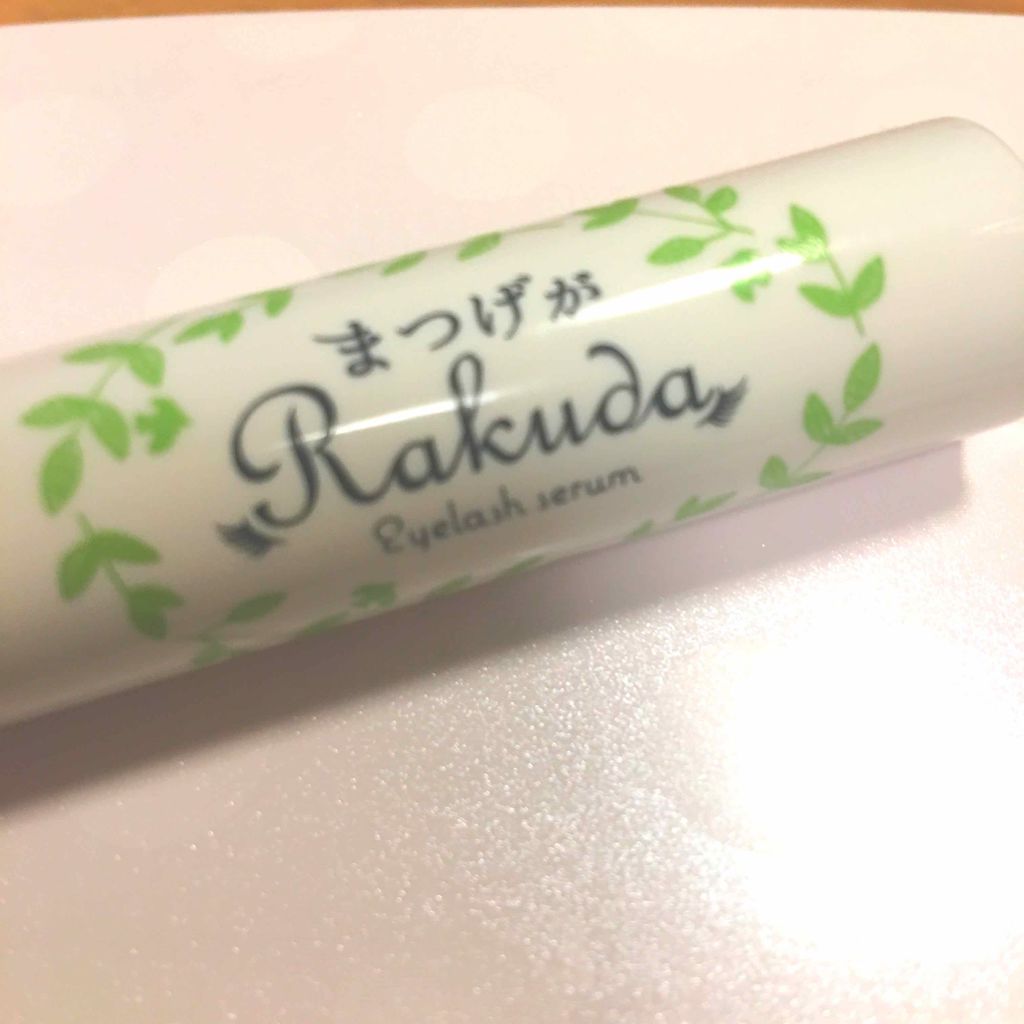 まつげが
Rakuda
Eyelash serum